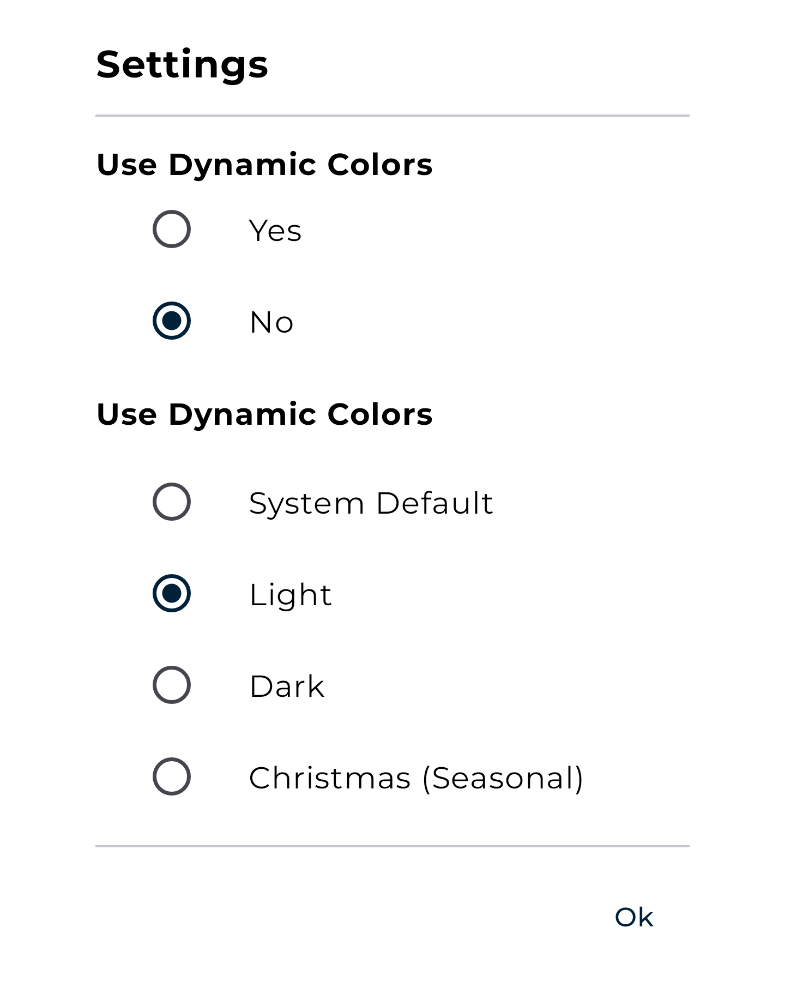 Settings
Use Dynamic Colors
Yes
No
Use Dynamic Colors
System Default
Light
Dark
Christmas (Seasonal)
Ok